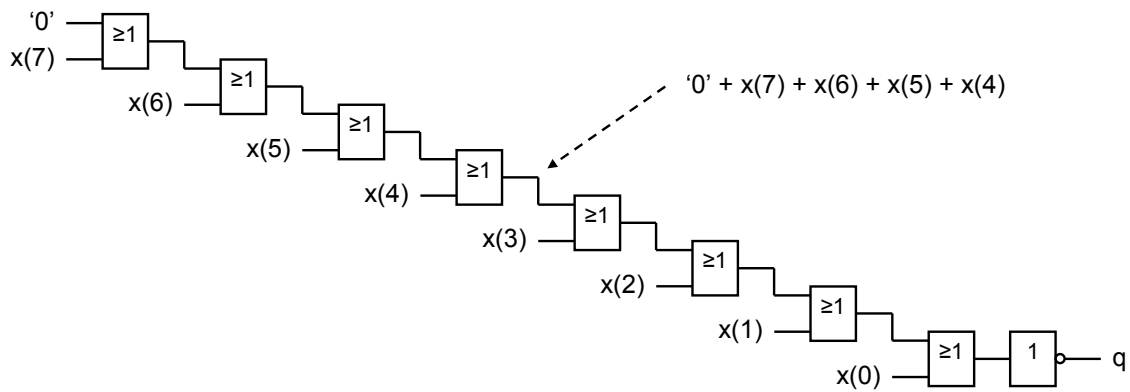 ‘0’
≥1
x(7)
≥1
x(6)
‘0’ + x(7) + x(6) + x(5) + x(4)
≥1
x(5)
≥1
x(4)
≥1
x(3)
≥1
x(2)
≥1
x(1)
≥1
1
q
x(0)